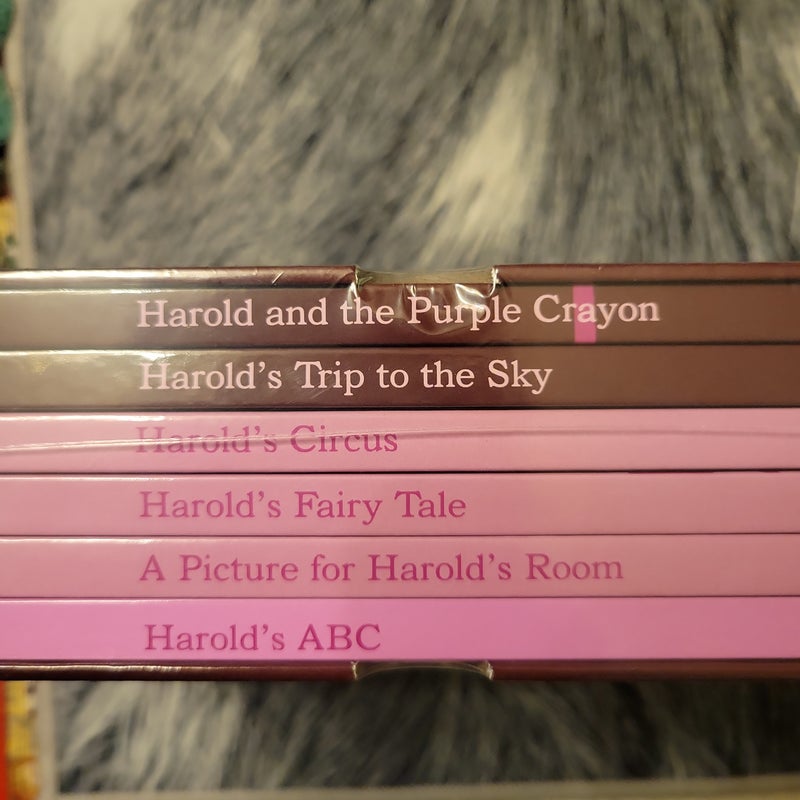 Harold and the Purple Crayon
Harold's Trip to the Sky
Harold's Circus
Harold's Fairy Tale
A Picture for Harold's Room
Harold's ABC